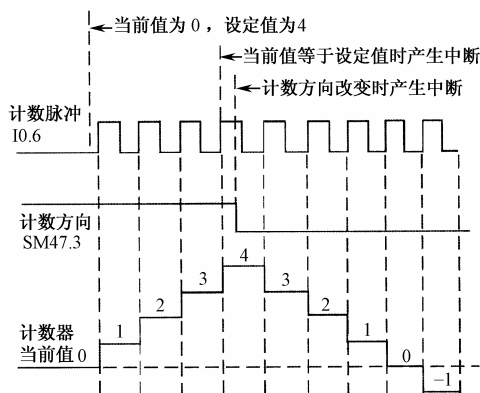 当前值为0，设定值为4
当前值等于设定值时产生中断
计数方向改变时产生中断
计数脉冲
I0.6
计数方向
SM47.3
4
3
3
2
2
1
1
计数器
当前值0
0
-1